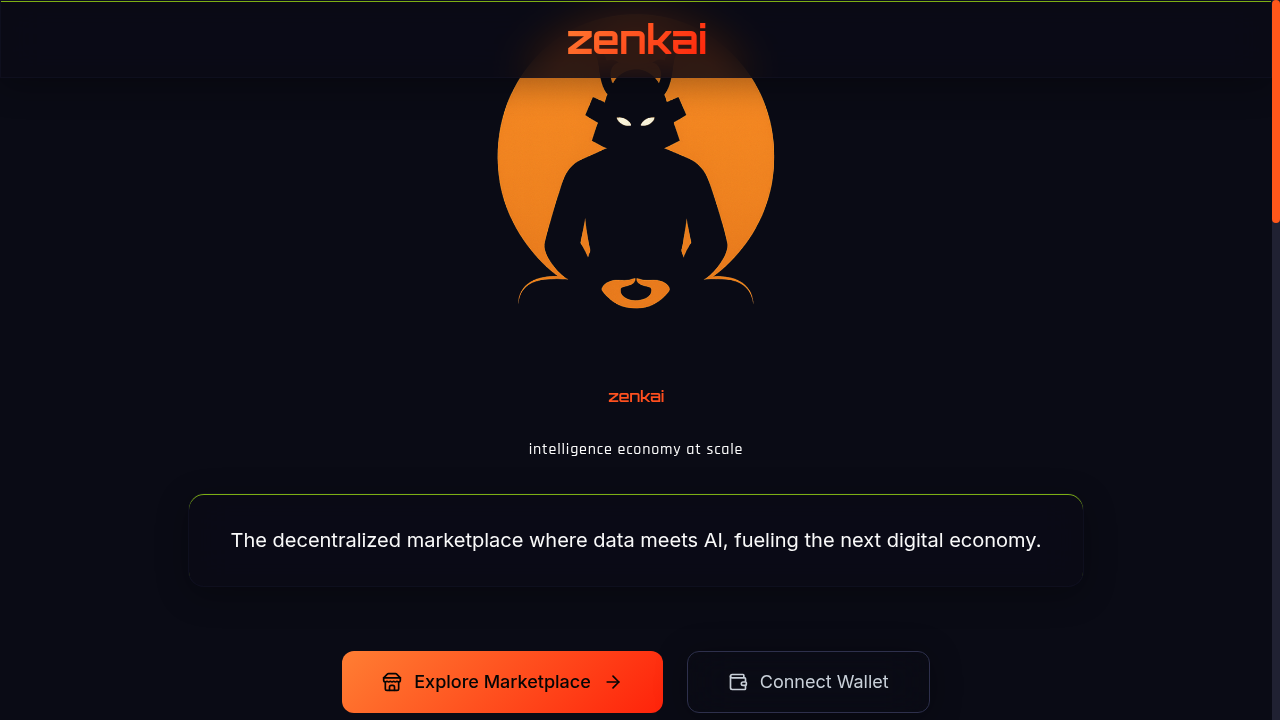 zenkai
zenkai
intelligence economy at scale
The decentralized marketplace where data meets AI, fueling the next digital economy.
Explore Marketplace
Connect Wallet